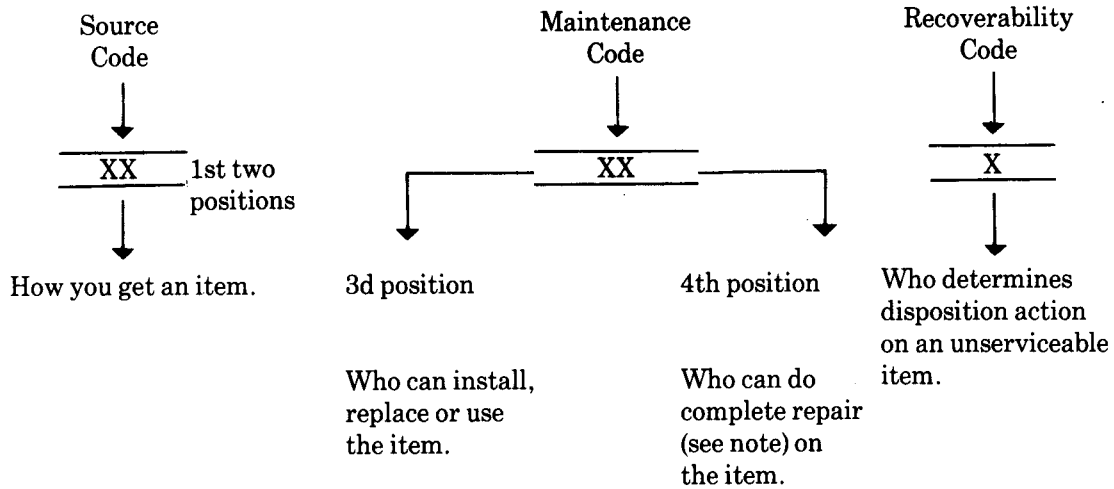 Source
Code
XX
1st two
positions
How you get an item.
Maintenance
Code
XX
3d position
Who can install,
replace or use
the item.
4th position
Who can do
complete repair
(see note) on
the item.
Recoverability
Code
X
Who determines
disposition action
on an unserviceable
item.